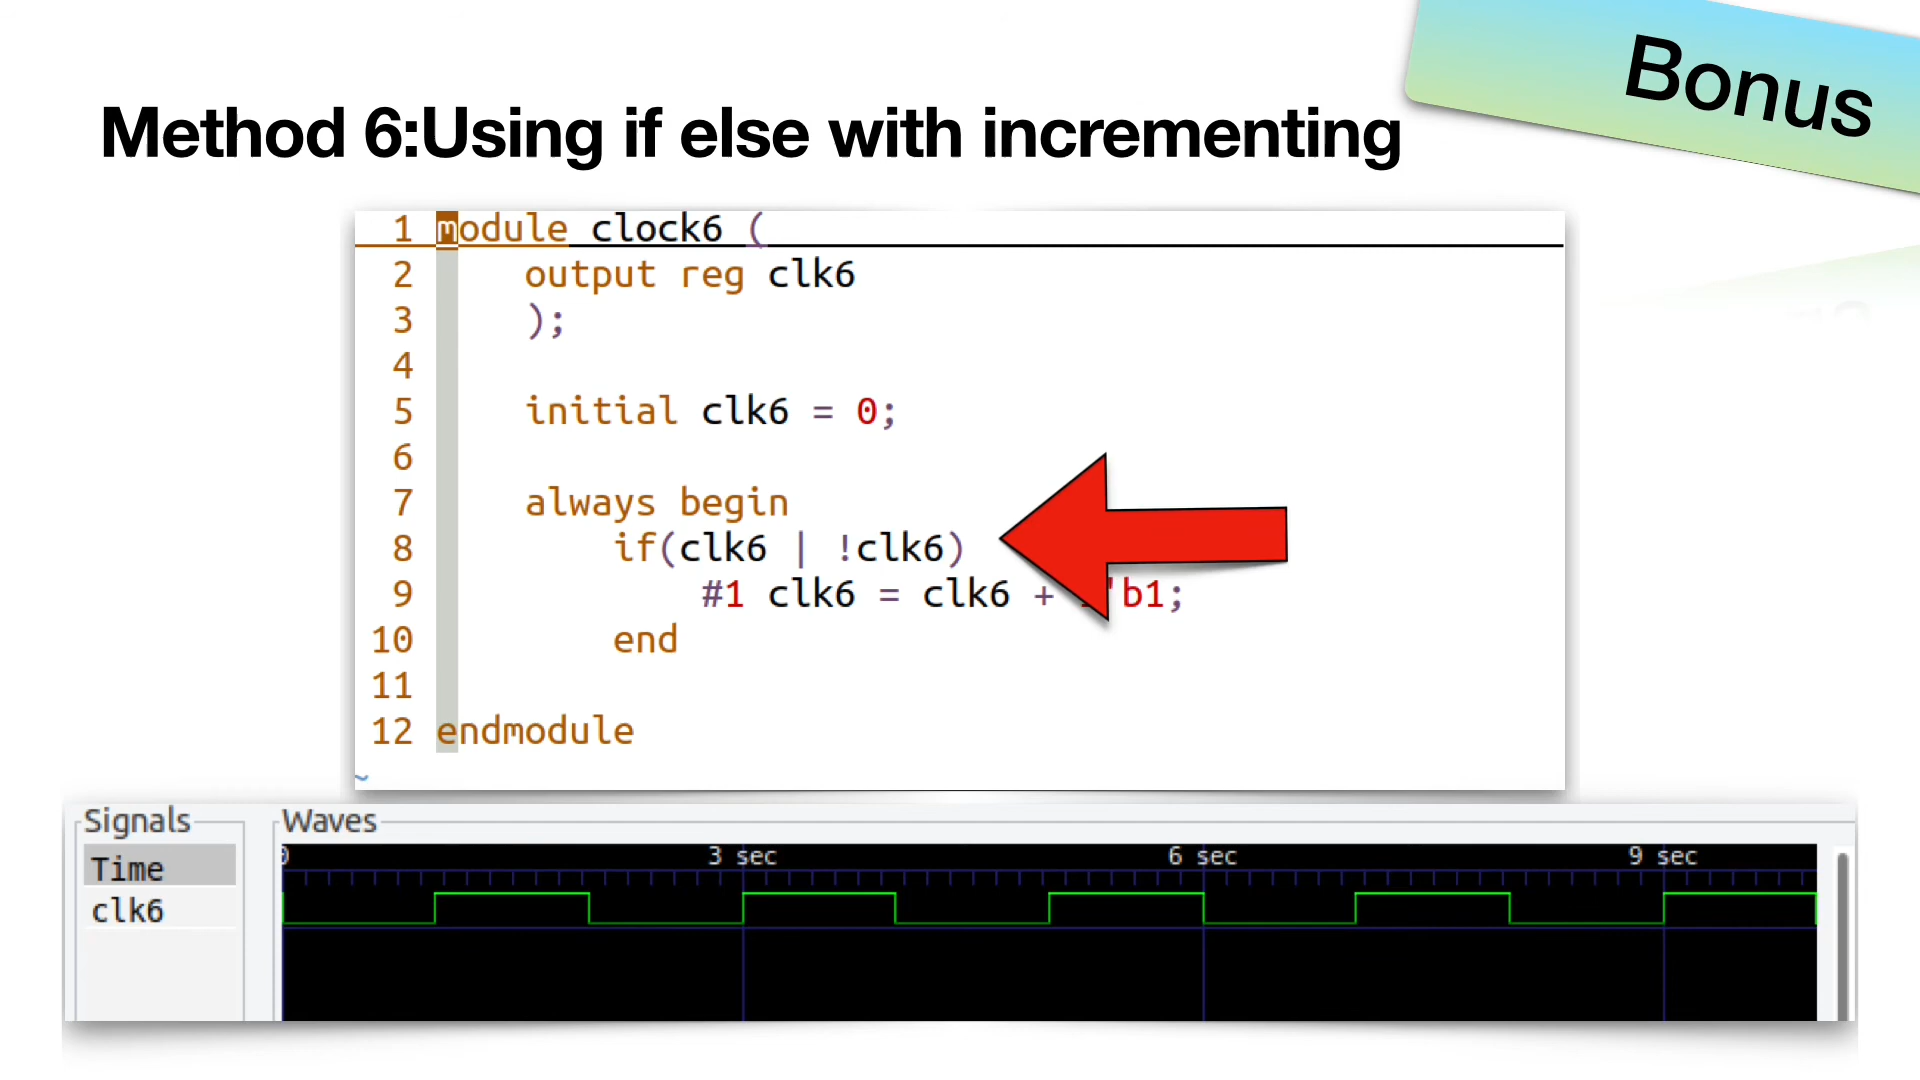 Bonus
Method 6:Using if else with incrementing
1 module clock6 (
2 output reg clk6
3 );
4
5 initial clk6 = 0;
6
7 always begin
8 if(clk6 | !clk6)
9 #1 clk6 = clk6 + 'b1;
10 end
11
12 endmodule
~
Signals
Waves
Time
0 3 sec 6 sec 9 sec
clk6